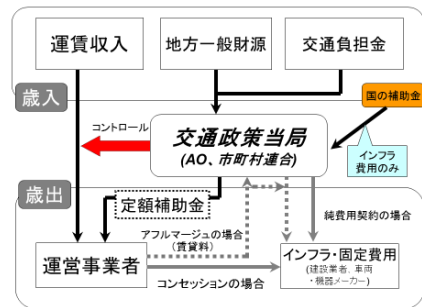 運賃収入
地方一般財源
交通負担金
歳入
国の補助金
コントロール
交通政策当局
(AO、市町村連合)
インフラ
費用のみ
歳出
定額補助金
純費用契約の場合
アフルマージュの場合
(賃貸料)
運営事業者
インフラ・固定費用
(建設業者、車両
・機器メーカー)
コンセッションの場合